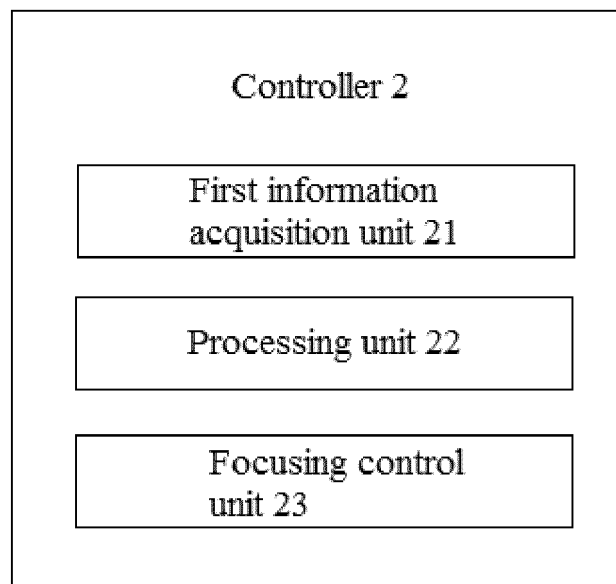 Controller 2
First information
acquisition unit 21
Processing unit 22
Focusing control
unit 23